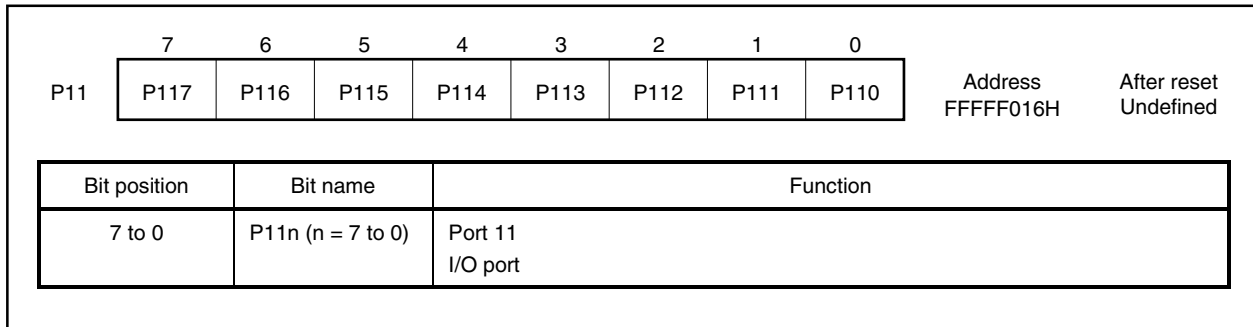 7 6 5 4 3 2 1 0
P11 P117 P116 P115 P114 P113 P112 P111 P110 Address After reset
FFFFF016H Undefined
Bit position Bit name Function
7 to 0 P11n (n = 7 to 0) Port 11
I/O port